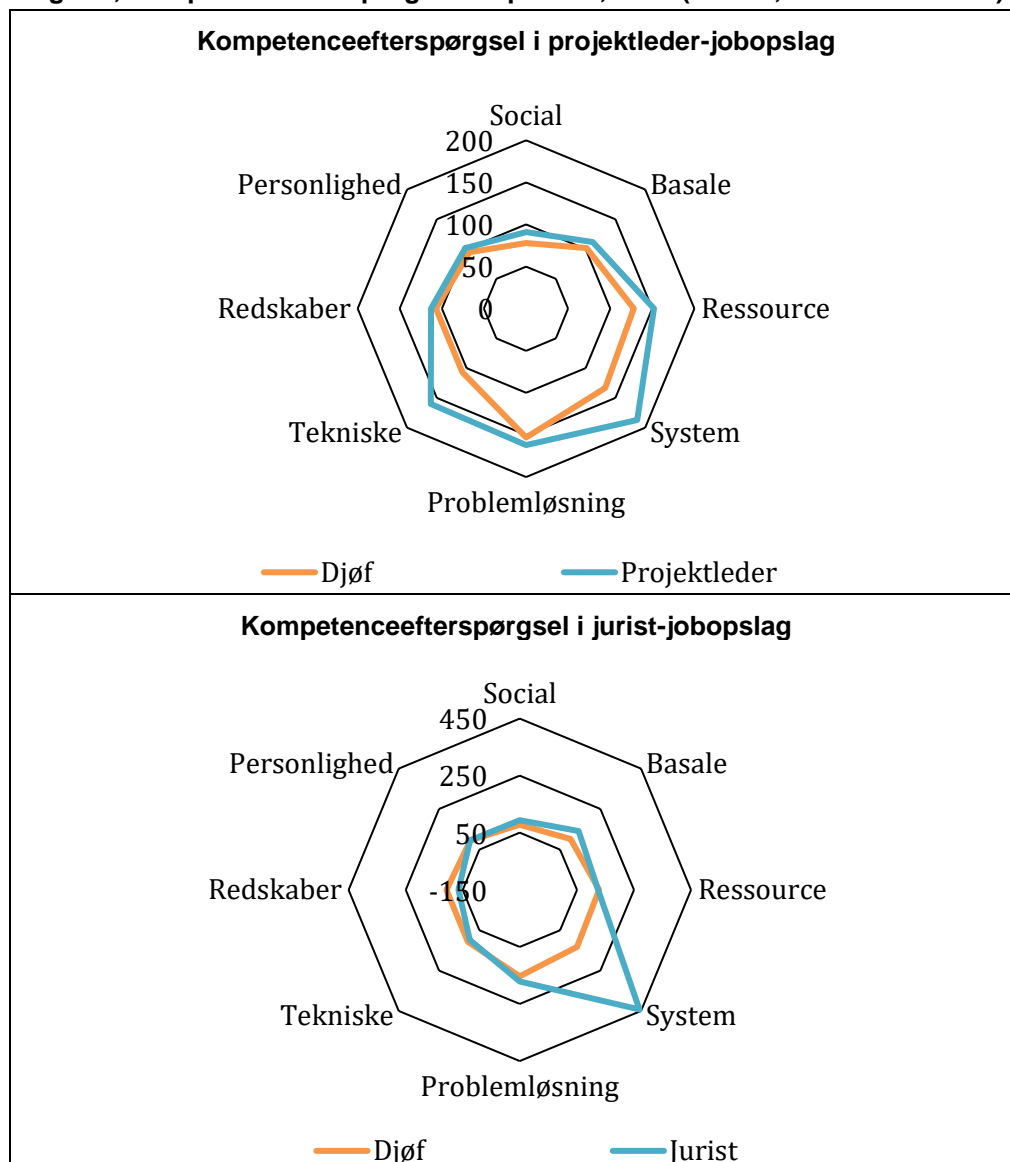 Kompetenceefterspørgsel i projektleder-jobopslag
Social
200
150
100
50
0
Personlighed
Basale
Redskaber
Ressource
Tekniske
System
Problemløsning
Djøf
Projektleder
Kompetenceefterspørgsel i jurist-jobopslag
Social
450
250
50
-150
Personlighed
Basale
Redskaber
Ressource
Tekniske
System
Problemløsning
Djøf
Jurist